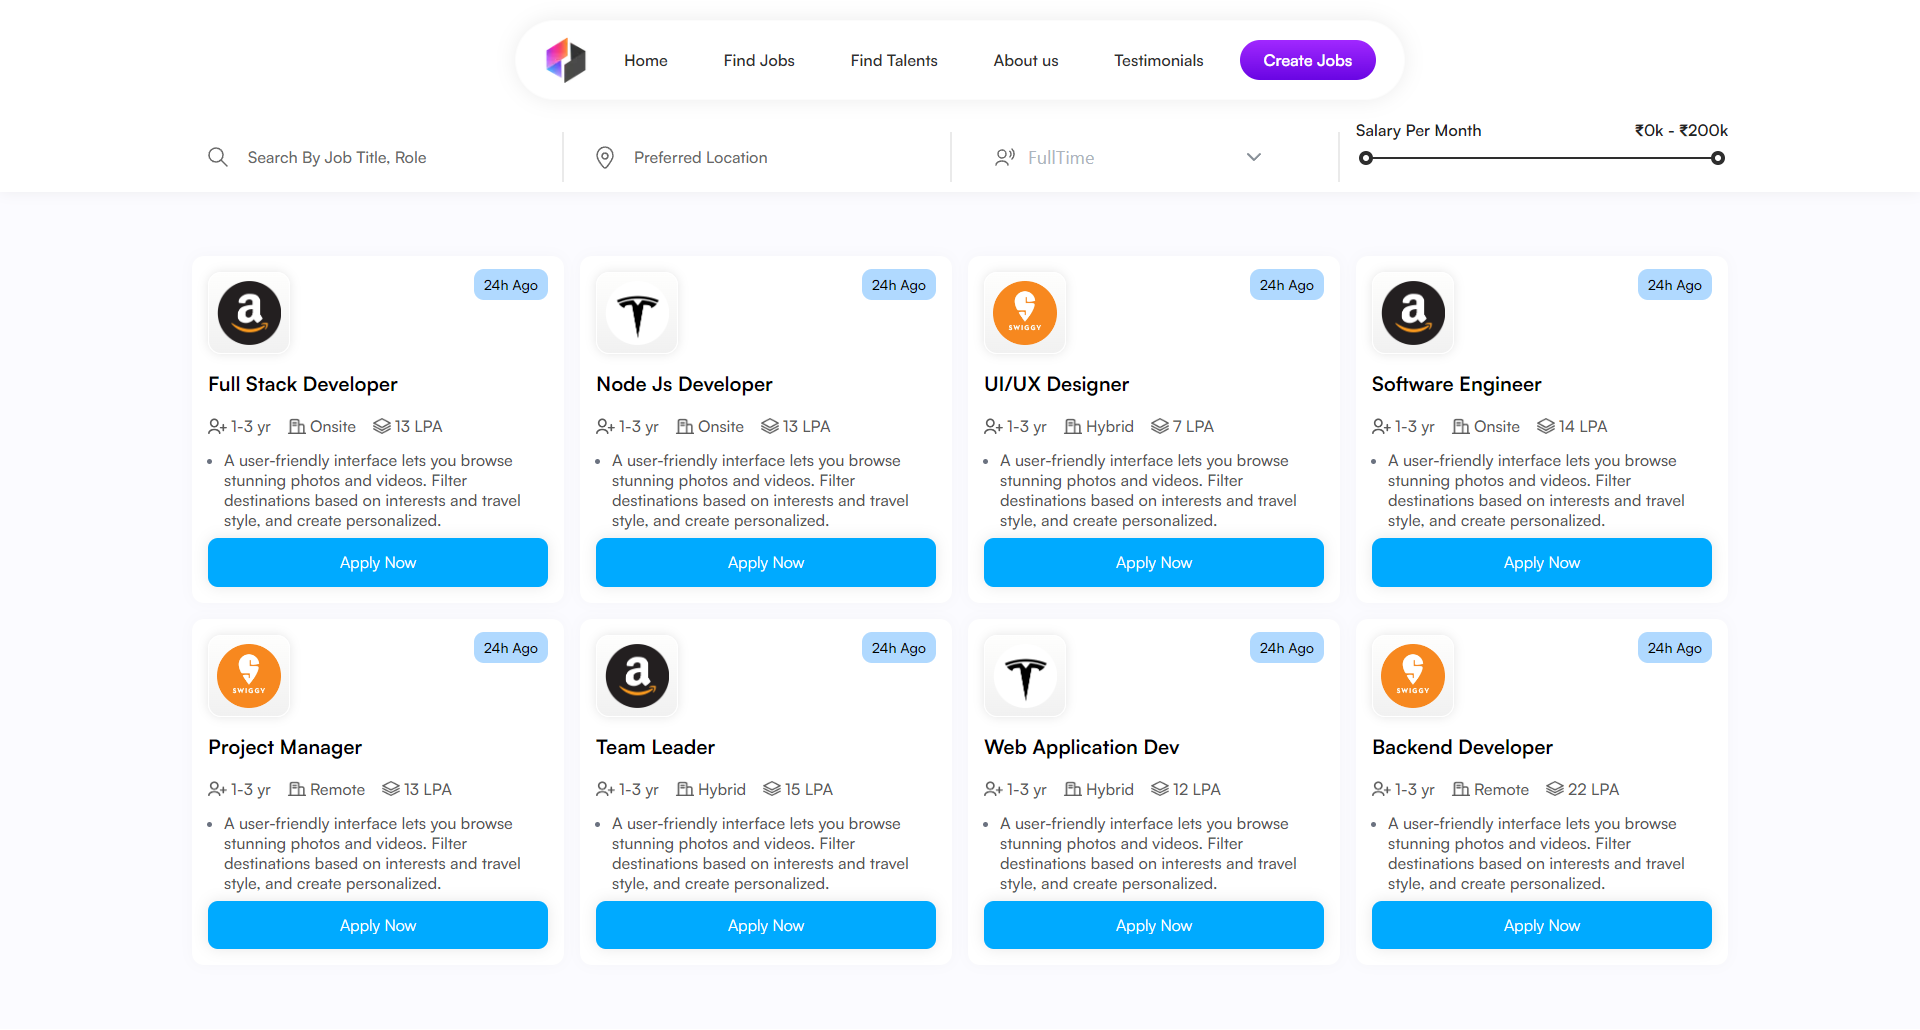 Home Find Jobs Find Talents About us Testimonials Create Jobs
Salary Per Month ₹0k - ₹200k
Search By Job Title, Role Preferred Location FullTime
24h Ago
a
Full Stack Developer
1-3 yr Onsite 13 LPA
A user-friendly interface lets you browse
stunning photos and videos. Filter
destinations based on interests and travel
style, and create personalized.
Apply Now
24h Ago
Node Js Developer
1-3 yr Onsite 13 LPA
A user-friendly interface lets you browse
stunning photos and videos. Filter
destinations based on interests and travel
style, and create personalized.
Apply Now
24h Ago
SWIGGY
UI/UX Designer
1-3 yr Hybrid 7 LPA
A user-friendly interface lets you browse
stunning photos and videos. Filter
destinations based on interests and travel
style, and create personalized.
Apply Now
24h Ago
a
Software Engineer
1-3 yr Onsite 14 LPA
A user-friendly interface lets you browse
stunning photos and videos. Filter
destinations based on interests and travel
style, and create personalized.
Apply Now
24h Ago
SWIGGY
Project Manager
1-3 yr Remote 13 LPA
A user-friendly interface lets you browse
stunning photos and videos. Filter
destinations based on interests and travel
style, and create personalized.
Apply Now
24h Ago
a
Team Leader
1-3 yr Hybrid 15 LPA
A user-friendly interface lets you browse
stunning photos and videos. Filter
destinations based on interests and travel
style, and create personalized.
Apply Now
24h Ago
Web Application Dev
1-3 yr Hybrid 12 LPA
A user-friendly interface lets you browse
stunning photos and videos. Filter
destinations based on interests and travel
style, and create personalized.
Apply Now
24h Ago
SWIGGY
Backend Developer
1-3 yr Remote 22 LPA
A user-friendly interface lets you browse
stunning photos and videos. Filter
destinations based on interests and travel
style, and create personalized.
Apply Now